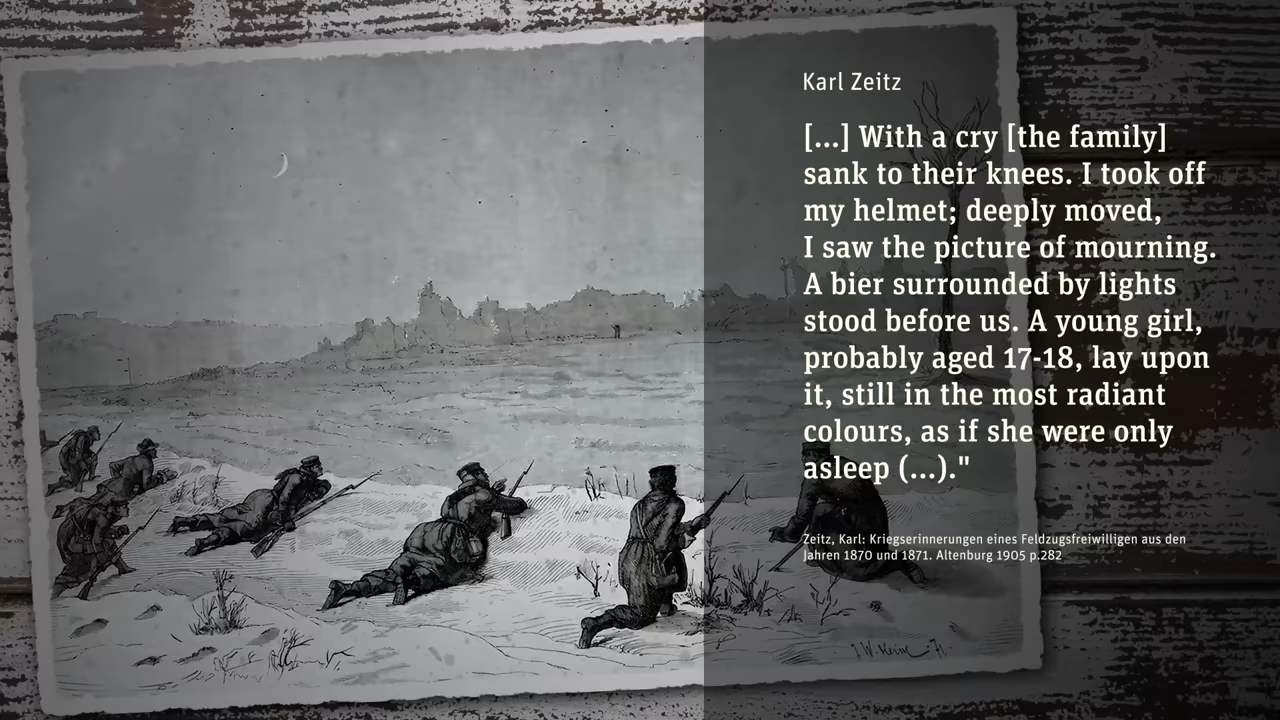 Karl Zeitz
[...] With a cry [the family]
sank to their knees. I took off
my helmet; deeply moved,
I saw the picture of mourning.
A bier surrounded by lights
stood before us. A young girl,
probably aged 17-18, lay upon
it, still in the most radiant
colours, as if she were only
asleep (...)."
Zeitz, Karl: Kriegserinnerungen eines Feldzugsfreiwilligen aus den
Jahren 1870 und 1871. Altenburg 1905 p.282